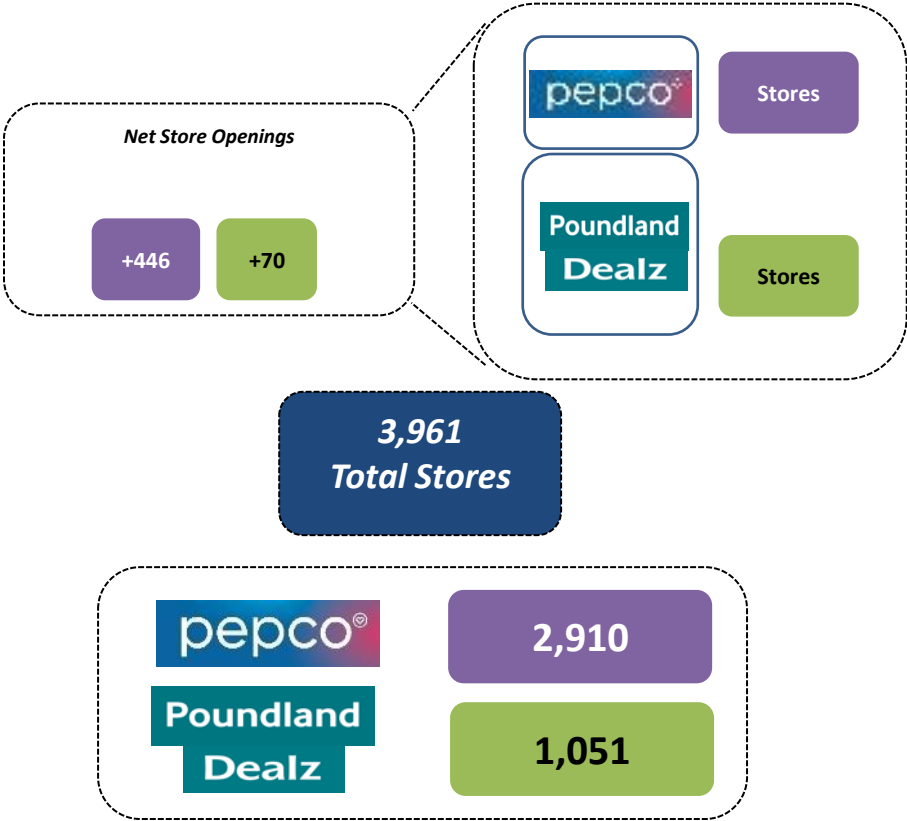 Net Store Openings
+446
+70
pepco
Stores
Poundland
Dealz
Stores
3,961
Total Stores
pepco
2,910
Poundland
Dealz
1,051